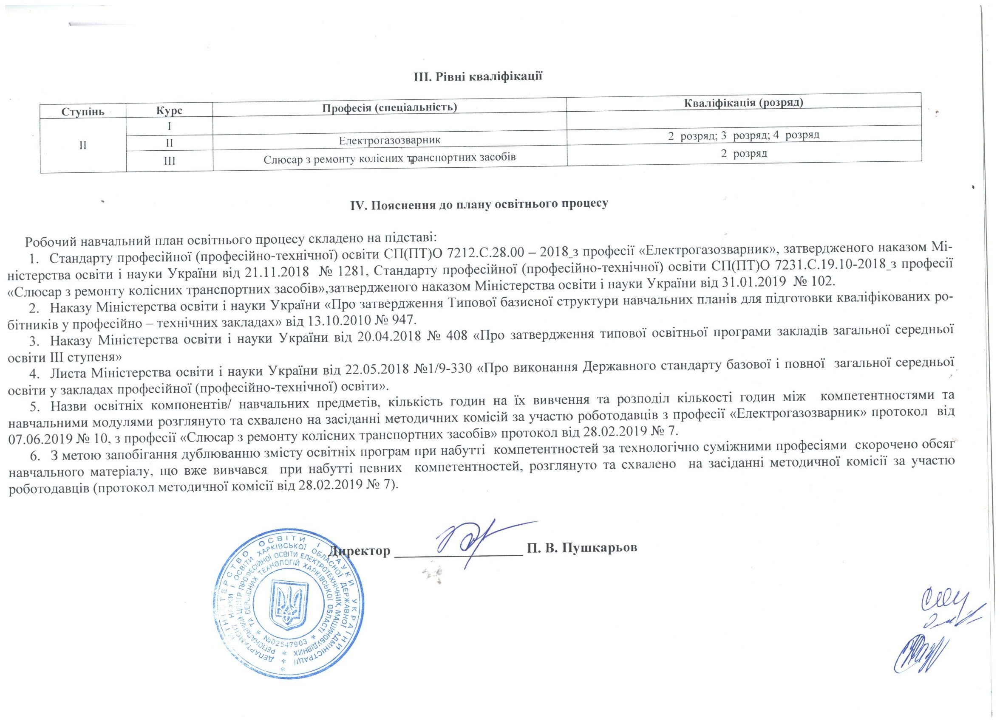 III. Рівні кваліфікації
Ступінь Курс Професія (спеціальність) Кваліфікація (розряд)
II
I
II Електрогазозварник 2 розряд; 3 розряд; 4 розряд
III Слюсар з ремонту колісних транспортних засобів 2 розряд
IV. Пояснення до плану освітнього процесу
Робочий навчальний план освітнього процесу складено на підставі:
1. Стандарту професійної (професійно-технічної) освіти СП(ПТ)О 7212.С.28.00 – 2018 з професії «Електрогазозварник», затвердженого наказом Мі-
ністерства освіти і науки України від 21.11.2018 № 1281, Стандарту професійної (професійно-технічної) освіти СП(ПТ)О 7231.С.19.10-2018 з професії
«Слюсар з ремонту колісних транспортних засобів»,затвердженого наказом Міністерства освіти і науки України від 31.01.2019 № 102.
2. Наказу Міністерства освіти і науки України «Про затвердження Типової базисної структури навчальних планів для підготовки кваліфікованих ро-
бітників у професійно – технічних закладах» від 13.10.2010 № 947.
3. Наказу Міністерства освіти і науки України від 20.04.2018 № 408 «Про затвердження типової освітньої програми закладів загальної середньої
освіти III ступеня»
4. Листа Міністерства освіти і науки України від 22.05.2018 №1/9-330 «Про виконання Державного стандарту базової і повної загальної середньої
освіти у закладах професійної (професійно-технічної) освіти».
5. Назви освітніх компонентів/ навчальних предметів, кількість годин на їх вивчення та розподіл кількості годин між компетентностями та
навчальними модулями розглянуто та схвалено на засіданні методичних комісій за участю роботодавців з професії «Електрогазозварник» протокол від
07.06.2019 № 10, з професії «Слюсар з ремонту колісних транспортних засобів» протокол від 28.02.2019 № 7.
6. З метою запобігання дублюванню змісту освітніх програм при набутті компетентностей за технологічно суміжними професіями скорочено обсяг
навчального матеріалу, що вже вивчався при набутті певних компетентностей, розглянуто та схвалено на засіданні методичної комісії за участю
роботодавців (протокол методичної комісії від 28.02.2019 № 7).
Директор П. В. Пушкарьов
МІНІСТЕРСТВО ОСВІТИ І НАУКИ УКРАЇНИ
ДЕПАРТАМЕНТ НАУКИ І ОСВІТИ ХАРКІВСЬКОЇ ОБЛАСНОЇ ДЕРЖАВНОЇ АДМІНІСТРАЦІЇ
РЕГІОНАЛЬНИЙ ЦЕНТР ПРОФЕСІЙНОЇ ОСВІТИ ЕЛЕКТРОТЕХНІЧНИХ, МАШИНОБУДІВНИХ
ТА СЕРВІСНИХ ТЕХНОЛОГІЙ ХАРКІВСЬКОЇ ОБЛАСТІ
№02547903